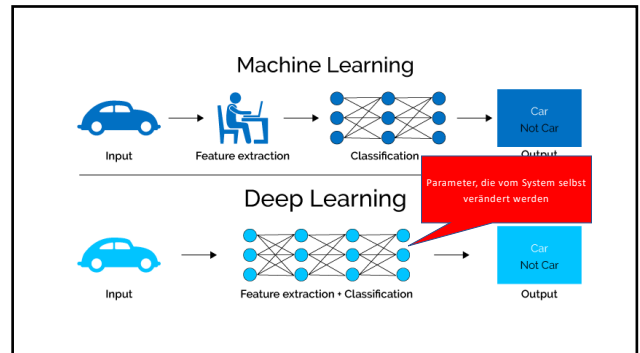 Machine Learning
Car
Not Car
Input
Feature extraction
Classification
Output
Parameter, die vom System selbst
verändert werden
Deep Learning
Car
Not Car
Input
Feature extraction + Classification
Output